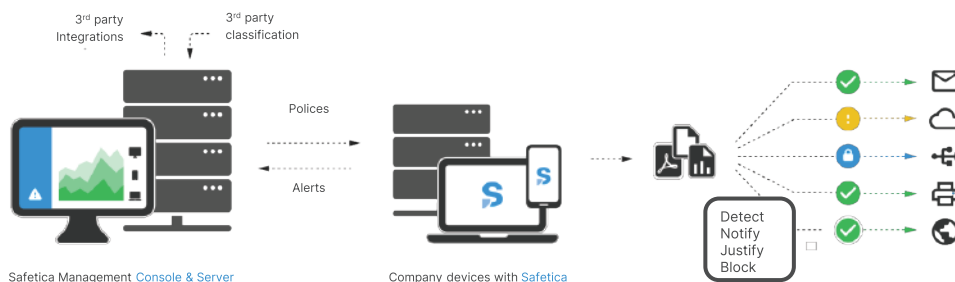 3rd party
Integrations
3rd party
classification
Polices
Alerts
S
S
Detect
Notify
Justify
Block
Safetica Management Console & Server
Company devices with Safetica